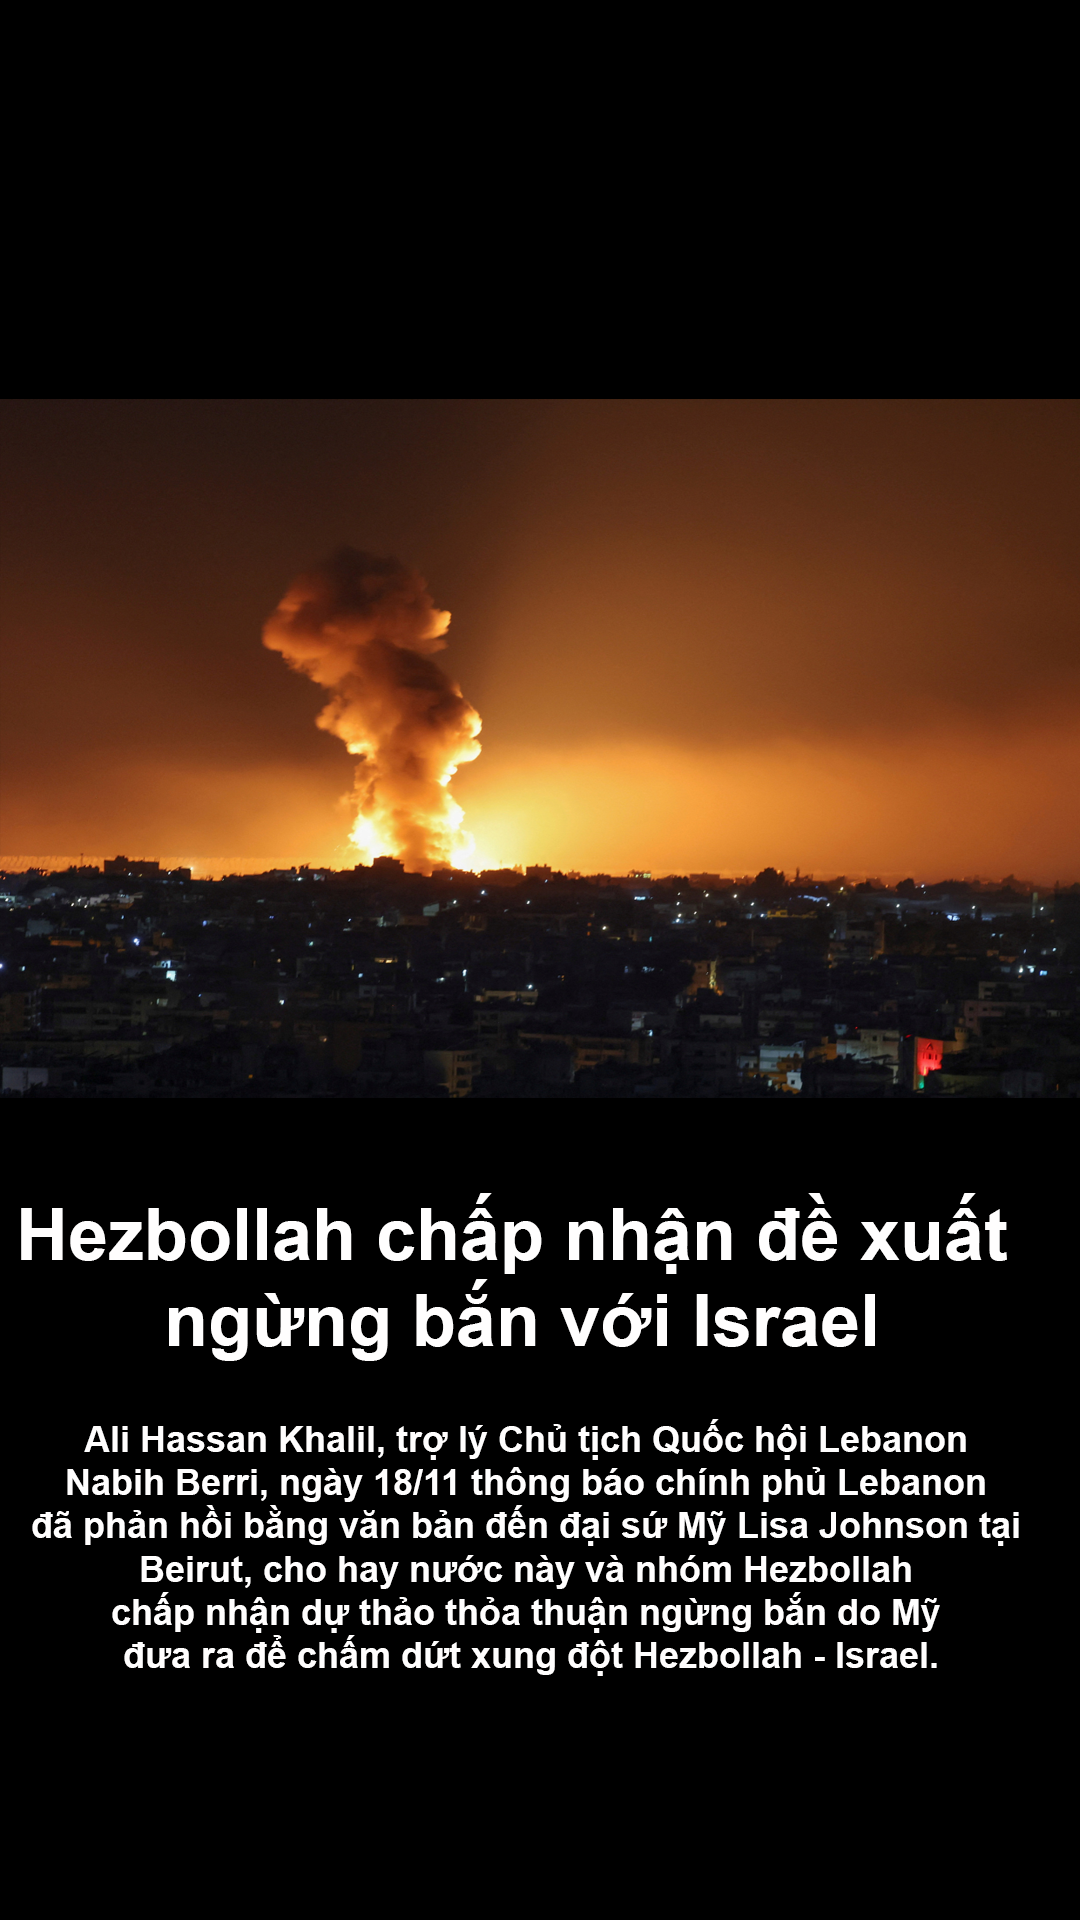 Hezbollah chấp nhận đề xuất
ngừng bắn với Israel
Ali Hassan Khalil, trợ lý Chủ tịch Quốc hội Lebanon
Nabih Berri, ngày 18/11 thông báo chính phủ Lebanon
đã phản hồi bằng văn bản đến đại sứ Mỹ Lisa Johnson tại
Beirut, cho hay nước này và nhóm Hezbollah
chấp nhận dự thảo thỏa thuận ngừng bắn do Mỹ
đưa ra để chấm dứt xung đột Hezbollah - Israel.